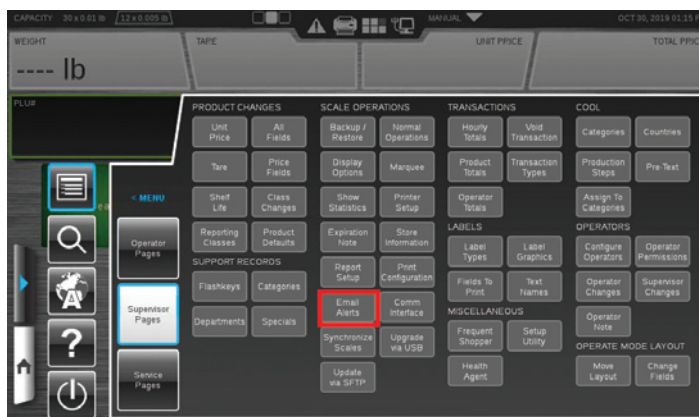 CAPACITY 30 x 0.01 lb 12 x 0.005 lb MANUAL OCT 30, 2019 01:15 P
WEIGHT TARE UNIT PRICE TOTAL PRIC
---- lb
PLU#
< MENU
Operator
Pages
Supervisor
Pages
Service
Pages
PRODUCT CHANGES
Unit
Price
All
Fields
Tare
Price
Fields
Shelf
Life
Class
Changes
Reporting
Classes
Product
Defaults
SUPPORT RECORDS
Flashkeys
Categories
Departments
Specials
SCALE OPERATIONS
Backup /
Restore
Normal
Operations
Display
Options
Marquee
Show
Statistics
Printer
Setup
Expiration
Note
Store
Information
Report
Setup
Print
Configuration
Email
Alerts
Comm
Interface
Synchronize
Scales
Upgrade
via USB
Update
via SFTP
TRANSACTIONS
Hourly
Totals
Void
Transaction
Product
Totals
Transaction
Types
Operator
Totals
LABELS
Label
Types
Label
Graphics
Fields To
Print
Text
Names
MISCELLANEOUS
Frequent
Shopper
Setup
Utility
Health
Agent
COOL
Categories
Countries
Production
Steps
Pre-Text
Assign To
Categories
OPERATORS
Configure
Operators
Operator
Permissions
Operator
Changes
Supervisor
Changes
Operator
Note
OPERATE MODE LAYOUT
Move
Layout
Change
Fields